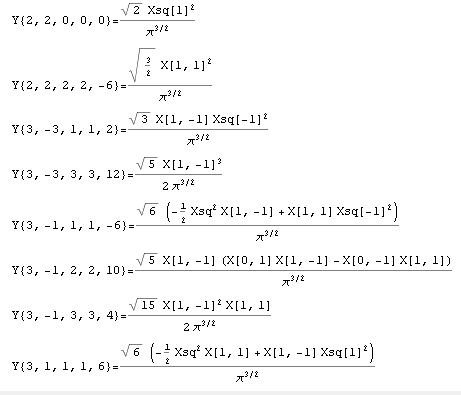 Y{2, 2, 0, 0, 0}=√2 Xsq[1]²/π^(3/2)
Y{2, 2, 2, 2, -6}=√(3/2) X[1, 1]²/π^(3/2)
Y{3, -3, 1, 1, 2}=√3 X[1, -1] Xsq[-1]²/π^(3/2)
Y{3, -3, 3, 3, 12}=√5 X[1, -1]³/2 π^(3/2)
Y{3, -1, 1, 1, -6}=√6 (-1/2 Xsq² X[1, -1] + X[1, 1] Xsq[-1]²)/π^(3/2)
Y{3, -1, 2, 2, 10}=√5 X[1, -1] (X[0, 1] X[1, -1] - X[0, -1] X[1, 1])/π^(3/2)
Y{3, -1, 3, 3, 4}=√15 X[1, -1]² X[1, 1]/2 π^(3/2)
Y{3, 1, 1, 1, 6}=√6 (-1/2 Xsq² X[1, 1] + X[1, -1] Xsq[1]²)/π^(3/2)